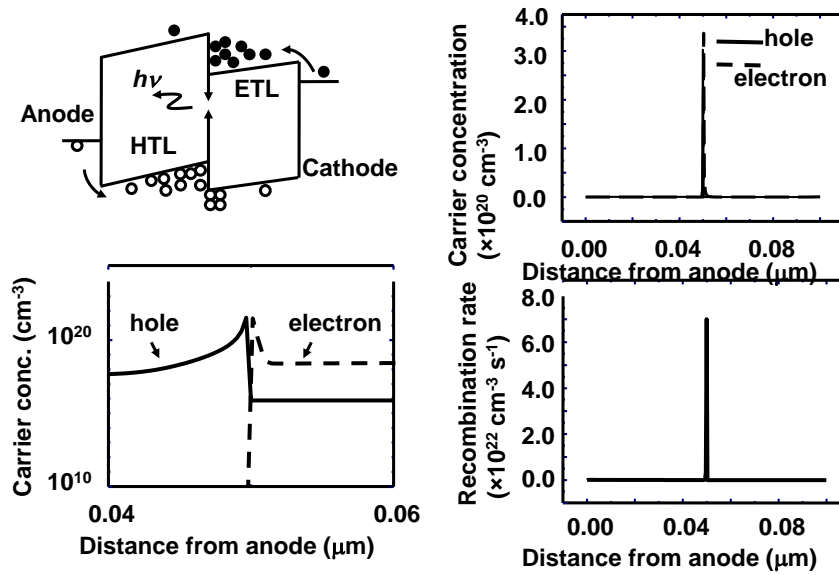 hν
Anode
HTL
ETL
Cathode
Carrier concentration
(×10²⁰ cm⁻³)
4.0
3.0
2.0
1.0
0.0
hole
electron
0.00
0.04
0.08
Distance from anode (μm)
Carrier conc. (cm⁻³)
10²⁰
10¹⁰
hole
electron
0.04
0.06
Distance from anode (μm)
Recombination rate
(×10²² cm⁻³ s⁻¹)
8.0
6.0
4.0
2.0
0.0
0.00
0.04
0.08
Distance from anode (μm)